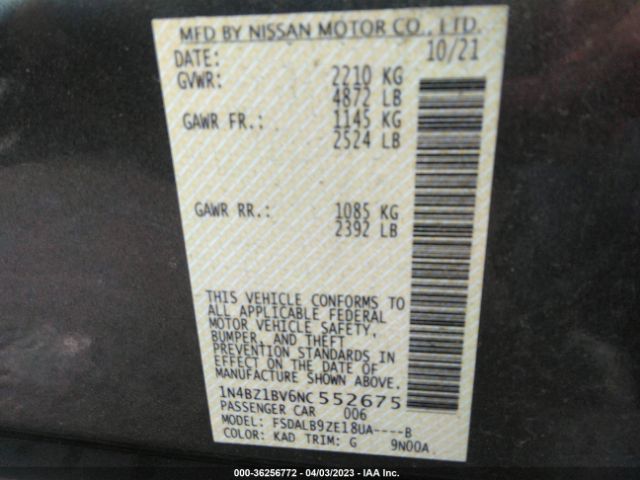 MFD BY NISSAN MOTOR CO., LTD.
DATE: 10/21
GVWR: 2210 KG
4872 LB
GAWR FR.: 1145 KG
2524 LB
GAWR RR.: 1085 KG
2392 LB
THIS VEHICLE CONFORMS TO
ALL APPLICABLE FEDERAL
MOTOR VEHICLE SAFETY,
BUMPER, AND THEFT
PREVENTION STANDARDS IN
EFFECT ON THE DATE OF
MANUFACTURE SHOWN ABOVE.
1N4BZ1BV6NC 552675
PASSENGER CAR 006
MODEL: FSDALB9ZE18UA----B
COLOR: KAD TRIM: G 9N00A
000-36256772 - 04/03/2023 - IAA Inc.